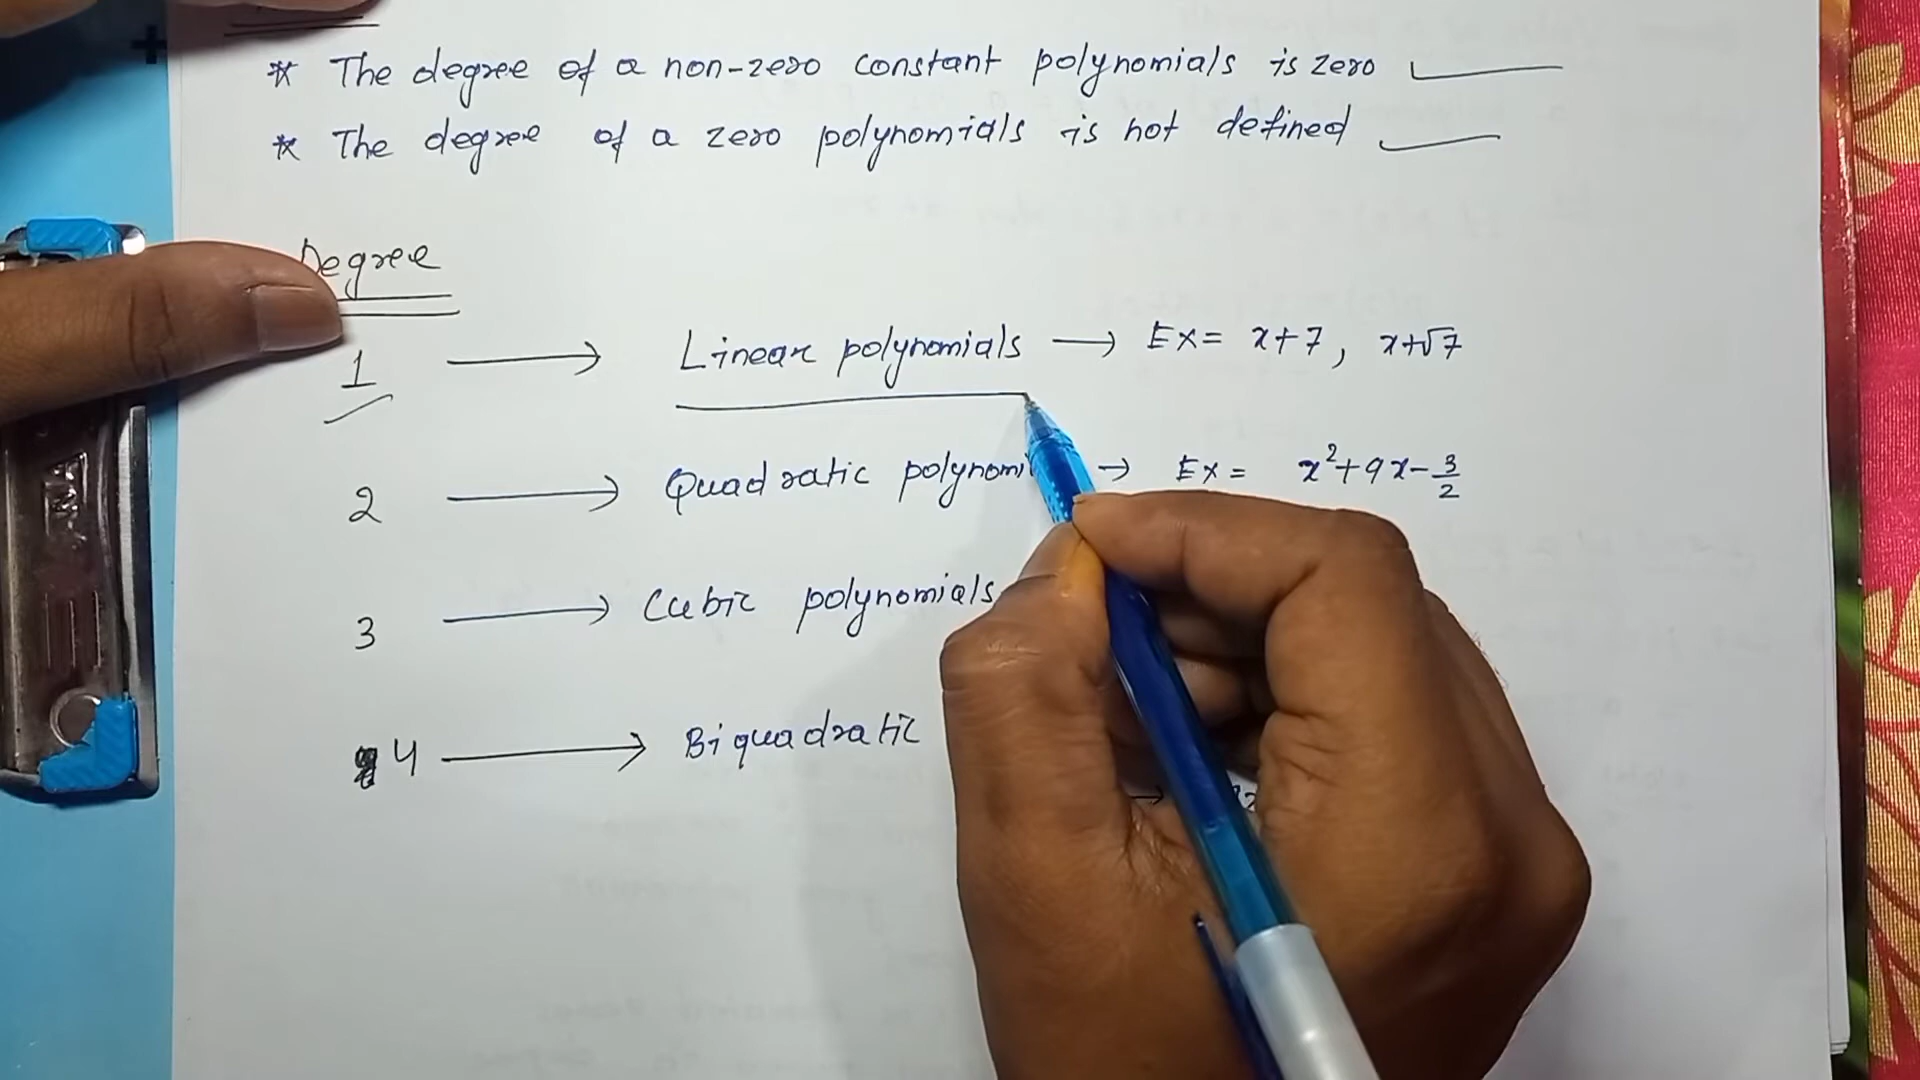 * The degree of a non-zero constant polynomials is zero
* The degree of a zero polynomials is not defined
Degree
1 → Linear polynomials → Ex = x+7, x+√7
2 → Quadratic polynomi → Ex = x²+9x-3/2
3 → Cubic polynomials
4 → Biquadratic →